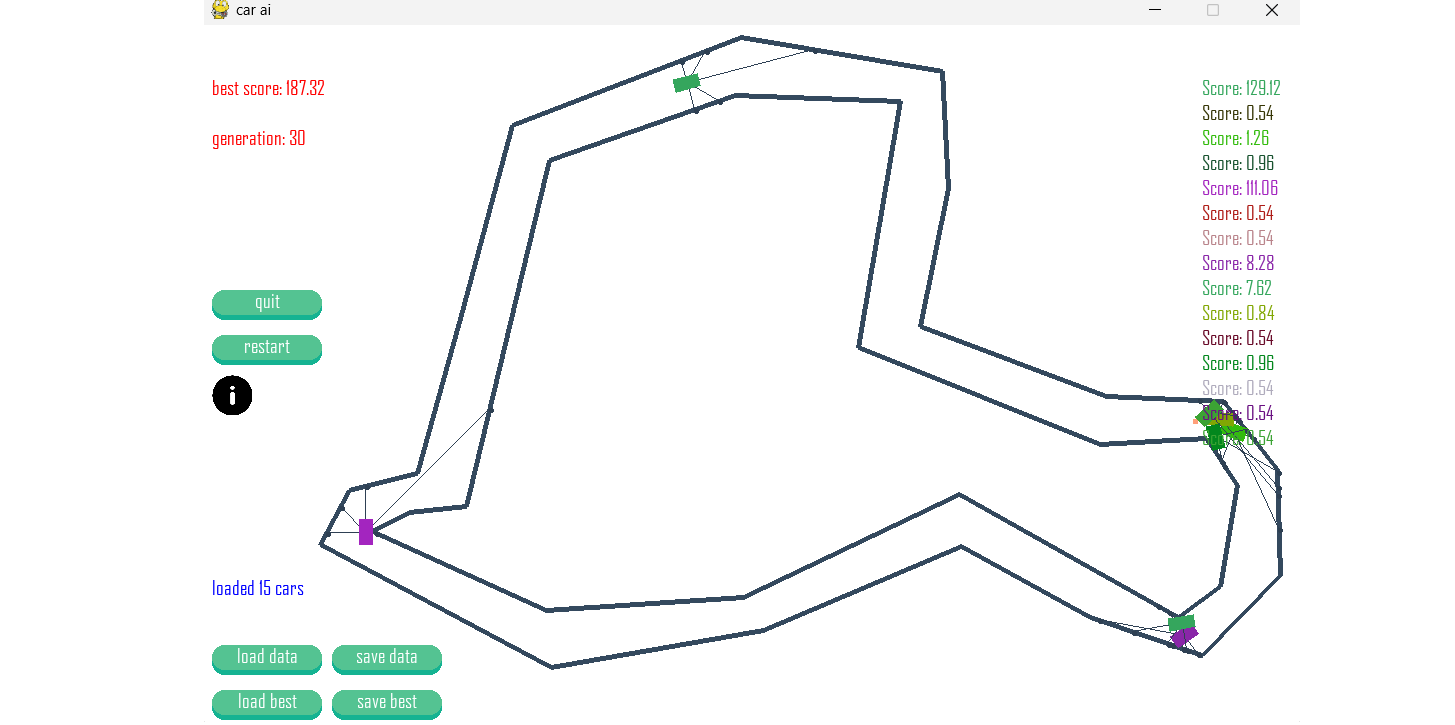 car ai
best score: 187.32
generation: 30
quit
restart
loaded 15 cars
load data
save data
load best
save best
Score: 129.12
Score: 0.54
Score: 1.26
Score: 0.96
Score: 111.06
Score: 0.54
Score: 0.54
Score: 8.28
Score: 7.62
Score: 0.84
Score: 0.54
Score: 0.96
Score: 0.54
Score: 0.54
Score: 0.54